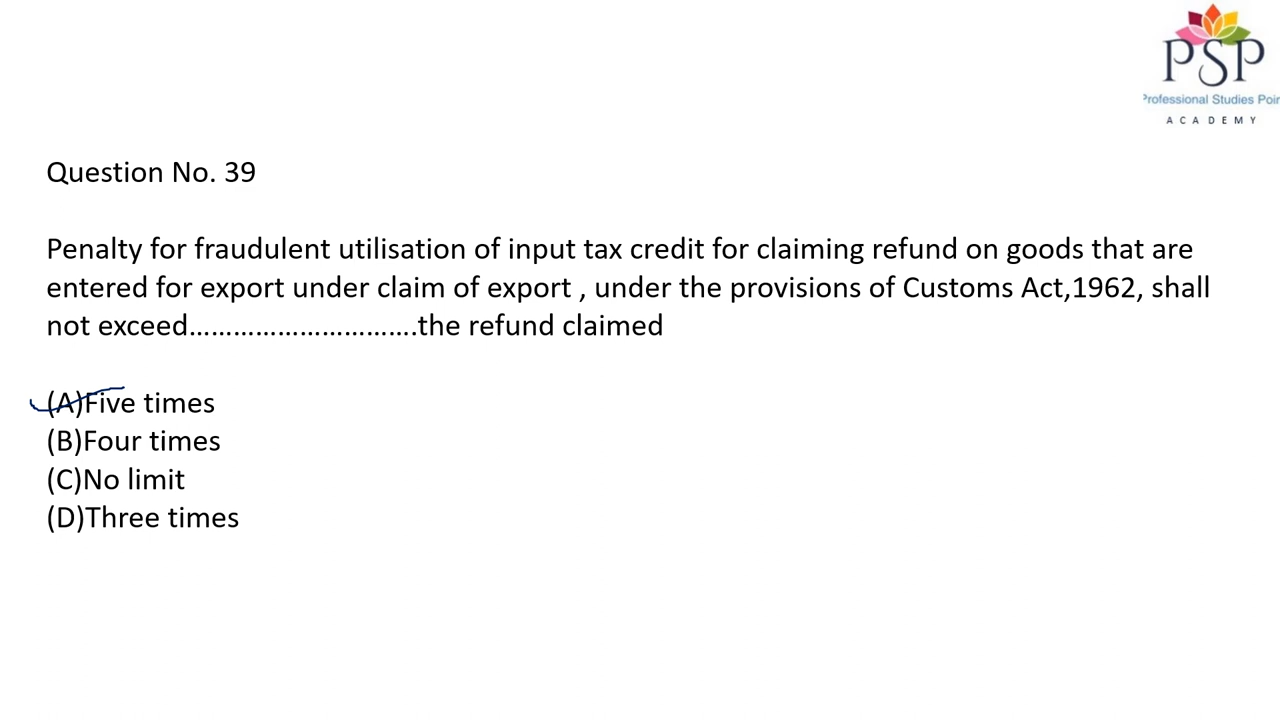 PSP
Professional Studies Poin
ACADEMY
Question No. 39
Penalty for fraudulent utilisation of input tax credit for claiming refund on goods that are
entered for export under claim of export , under the provisions of Customs Act,1962, shall
not exceed………………………….the refund claimed
(A)Five times
(B)Four times
(C)No limit
(D)Three times